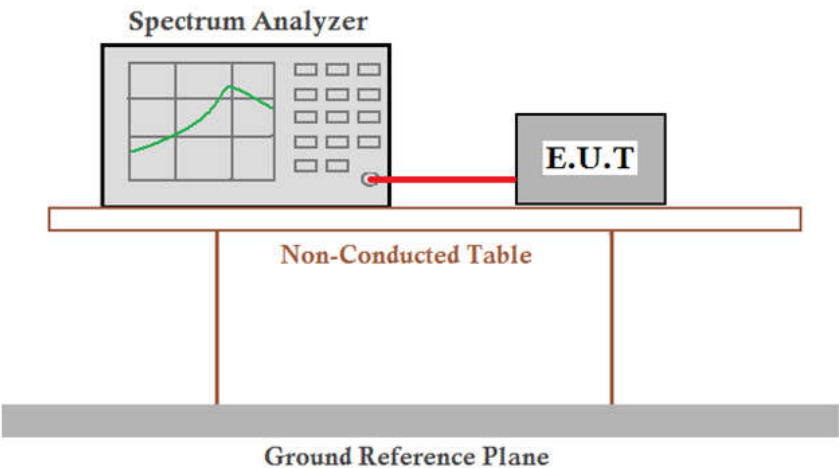 Spectrum Analyzer
E.U.T
Non-Conducted Table
Ground Reference Plane